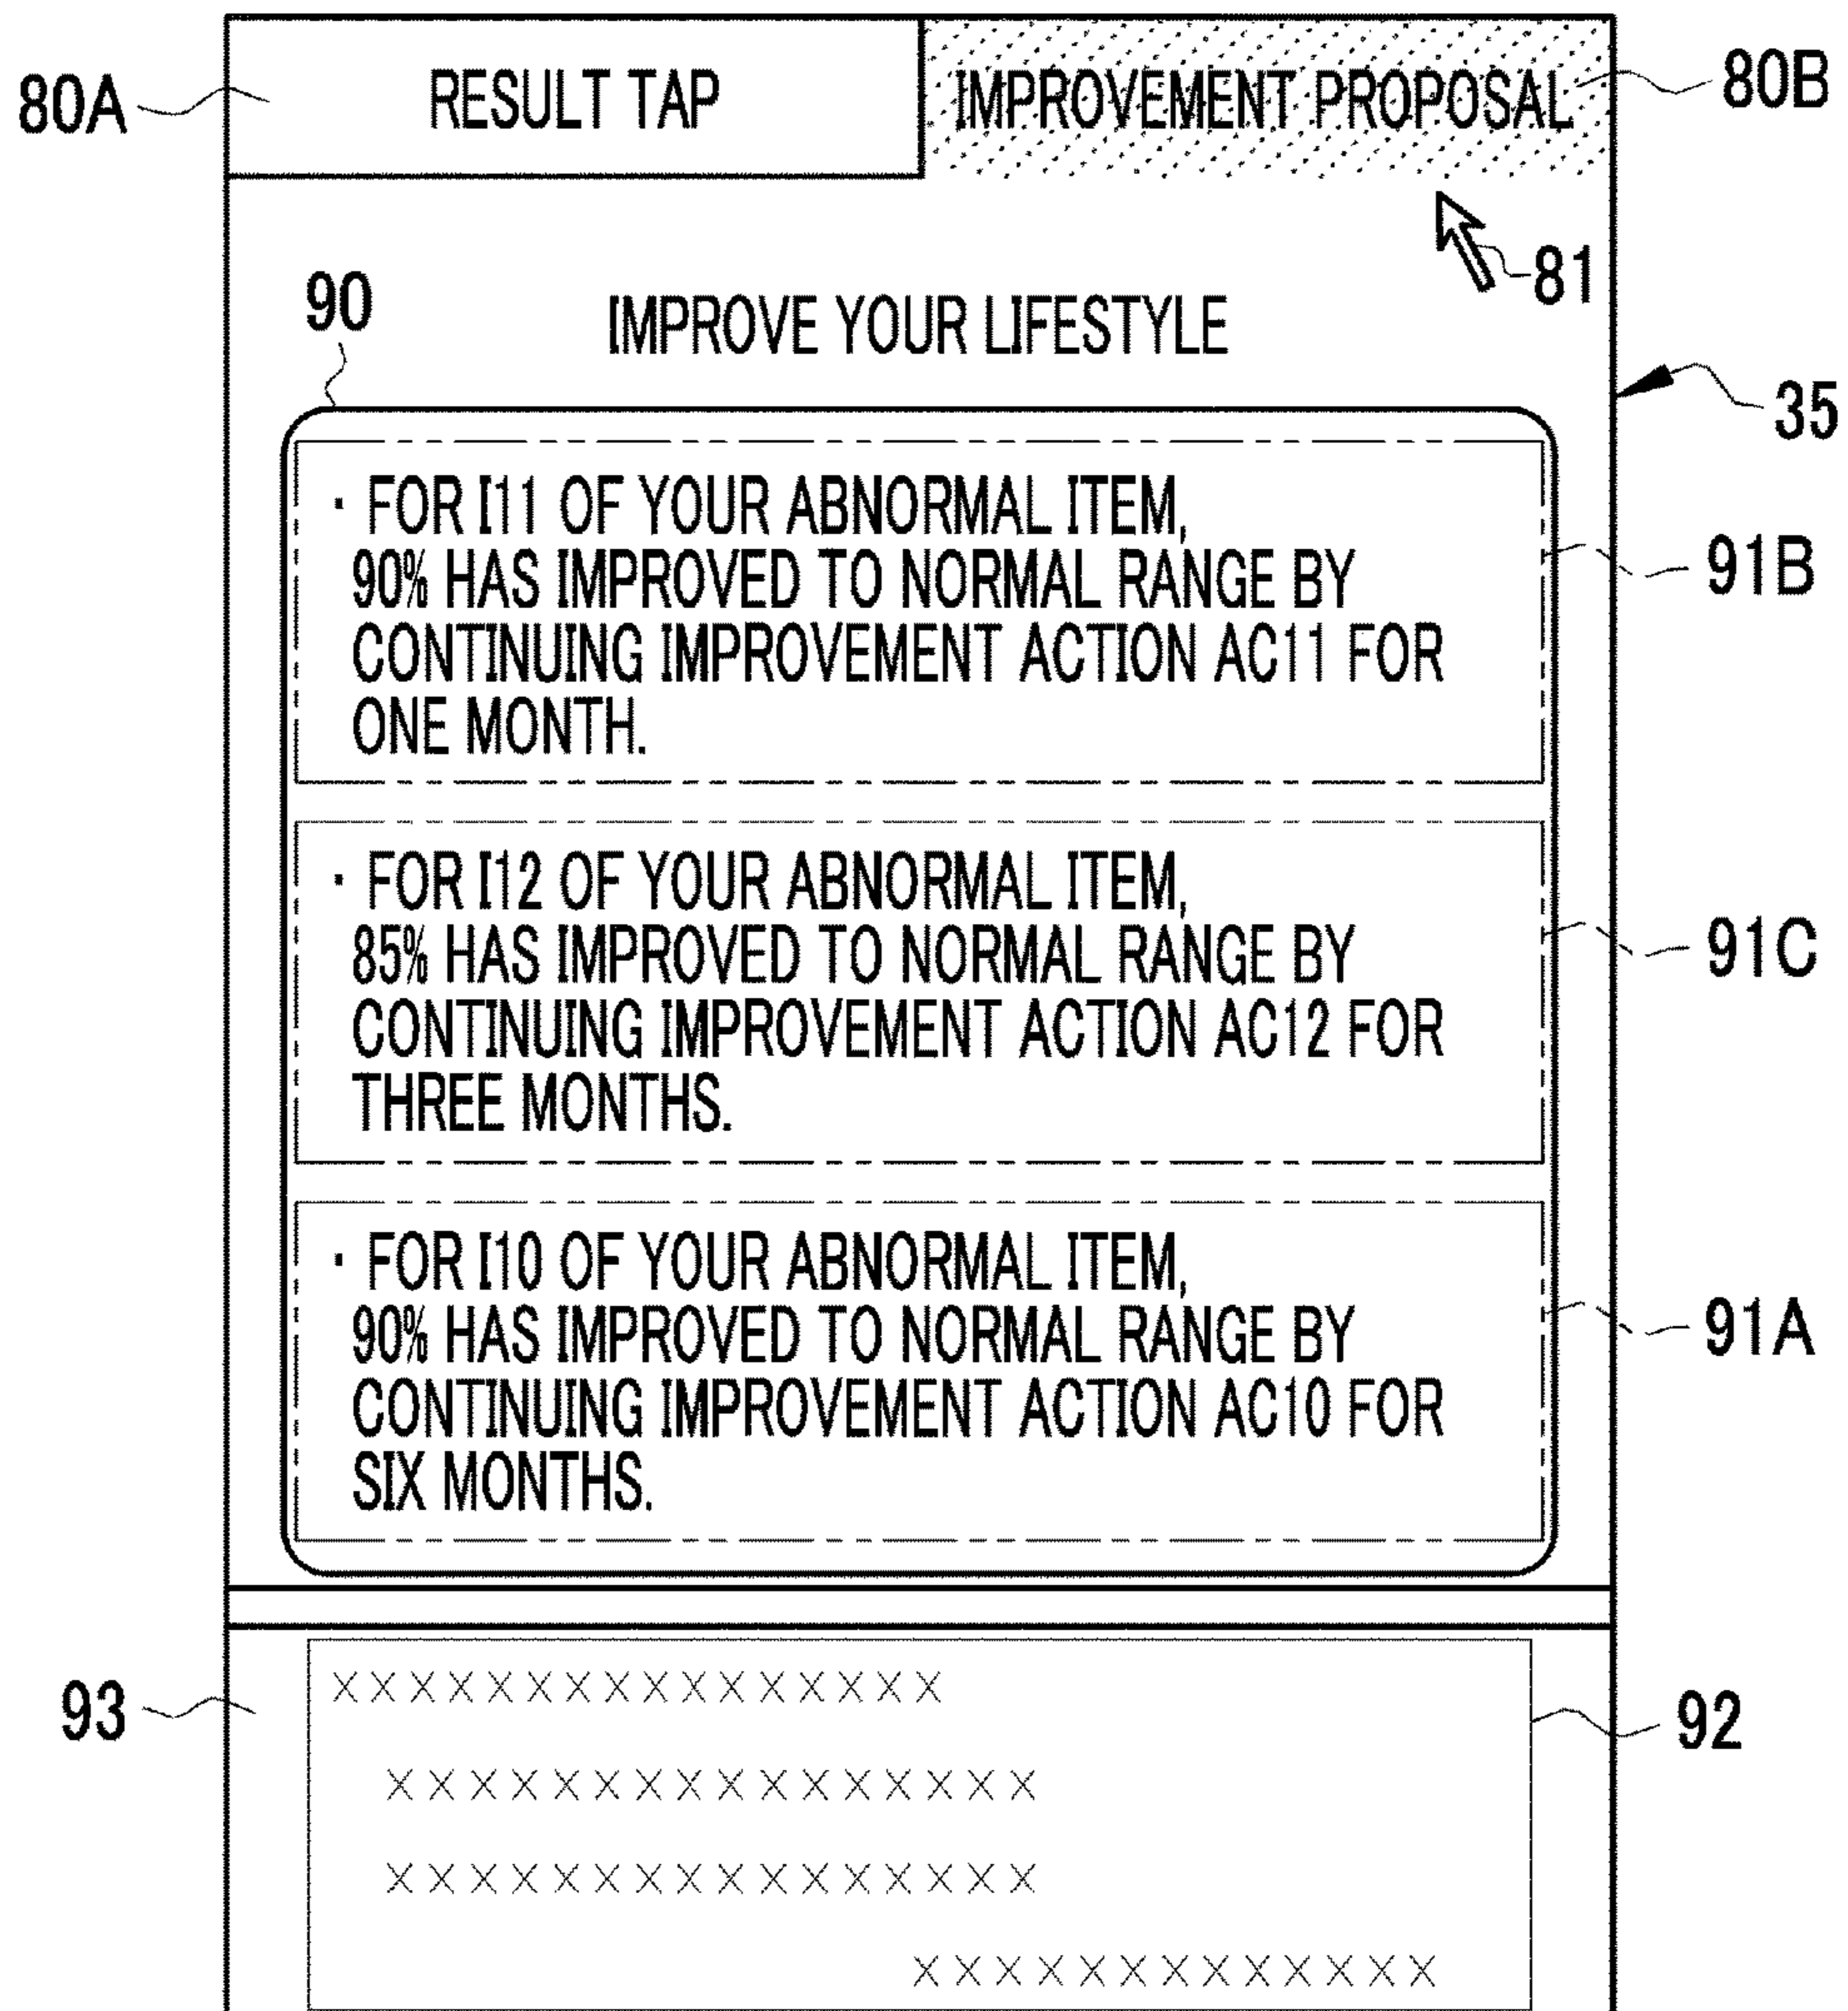 80A
RESULT TAP
IMPROVEMENT PROPOSAL
80B
81
90
IMPROVE YOUR LIFESTYLE
35
· FOR I11 OF YOUR ABNORMAL ITEM,
90% HAS IMPROVED TO NORMAL RANGE BY
CONTINUING IMPROVEMENT ACTION AC11 FOR
ONE MONTH.
91B
· FOR I12 OF YOUR ABNORMAL ITEM,
85% HAS IMPROVED TO NORMAL RANGE BY
CONTINUING IMPROVEMENT ACTION AC12 FOR
THREE MONTHS.
91C
· FOR I10 OF YOUR ABNORMAL ITEM,
90% HAS IMPROVED TO NORMAL RANGE BY
CONTINUING IMPROVEMENT ACTION AC10 FOR
SIX MONTHS.
91A
93
XXXXXXXXXXXXXXXX
92
XXXXXXXXXXXXXXXX
XXXXXXXXXXXXXXXX
XXXXXXXXXXXXX